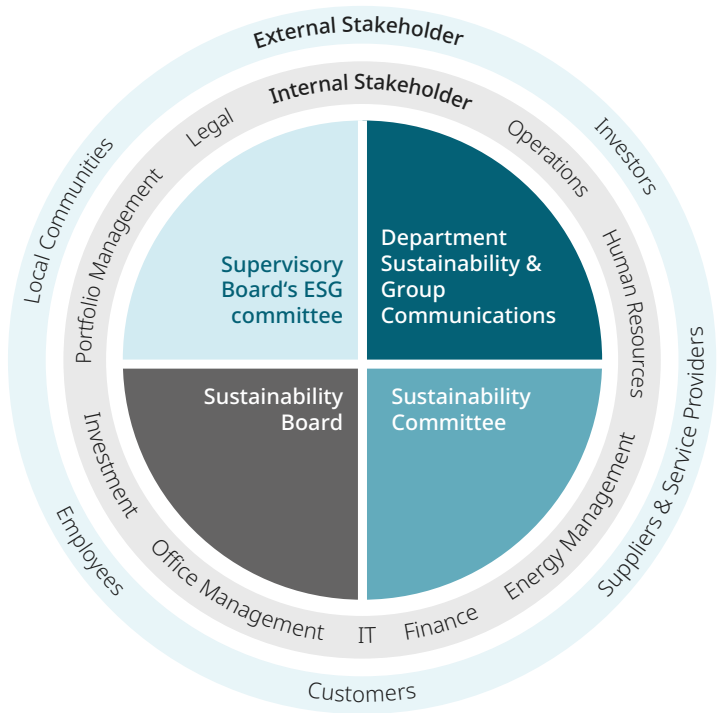 External Stakeholder
Investors
Suppliers & Service Providers
Customers
Employees
Local Communities
Internal Stakeholder
Operations
Human Resources
Energy Management
Finance
IT
Office Management
Investment
Portfolio Management
Legal
Supervisory
Board‘s ESG
committee
Department
Sustainability &
Group
Communications
Sustainability
Board
Sustainability
Committee